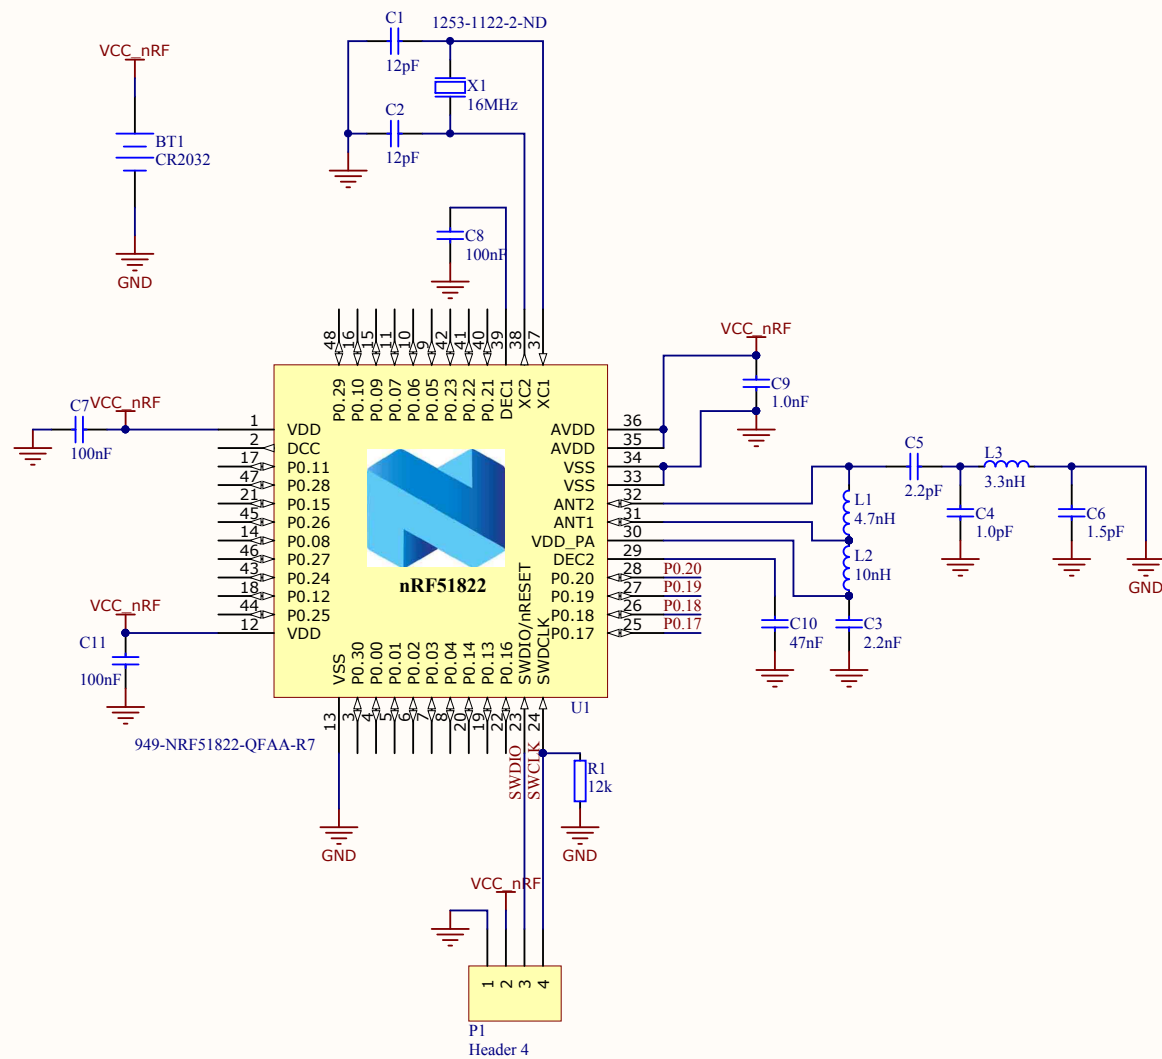 C1
1253-1122-2-ND
12pF
X1
16MHz
C2
12pF
VCC_nRF
BT1
CR2032
GND
C8
100nF
48
16
15
11
10
9
42
41
40
39
38
37
P0.29
P0.10
P0.09
P0.07
P0.06
P0.05
P0.23
P0.22
P0.21
DEC1
XC2
XC1
VCC_nRF
C9
1.0nF
C7
VCC_nRF
100nF
1 VDD
2 DCC
17 P0.11
47 P0.28
21 P0.15
45 P0.26
14 P0.08
46 P0.27
43 P0.24
18 P0.12
44 P0.25
12 VDD
VCC_nRF
C11
100nF
nRF51822
AVDD 36
AVDD 35
VSS 34
VSS 33
ANT2 32
ANT1 31
VDD_PA 30
DEC2 29
P0.20 28 P0.20
P0.19 27 P0.19
P0.18 26 P0.18
P0.17 25 P0.17
C5
2.2pF
L3
3.3nH
L1
4.7nH
L2
10nH
C4
1.0pF
C6
1.5pF
GND
C10
47nF
C3
2.2nF
VSS
P0.30
P0.00
P0.01
P0.02
P0.03
P0.04
P0.14
P0.13
P0.16
SWDIO/nRESET
SWDCLK
U1
13
3
4
5
6
7
8
20
19
22
23
24
949-NRF51822-QFAA-R7
SWDIO
SWCLK
R1
12k
GND
GND
VCC_nRF
1
2
3
4
P1
Header 4